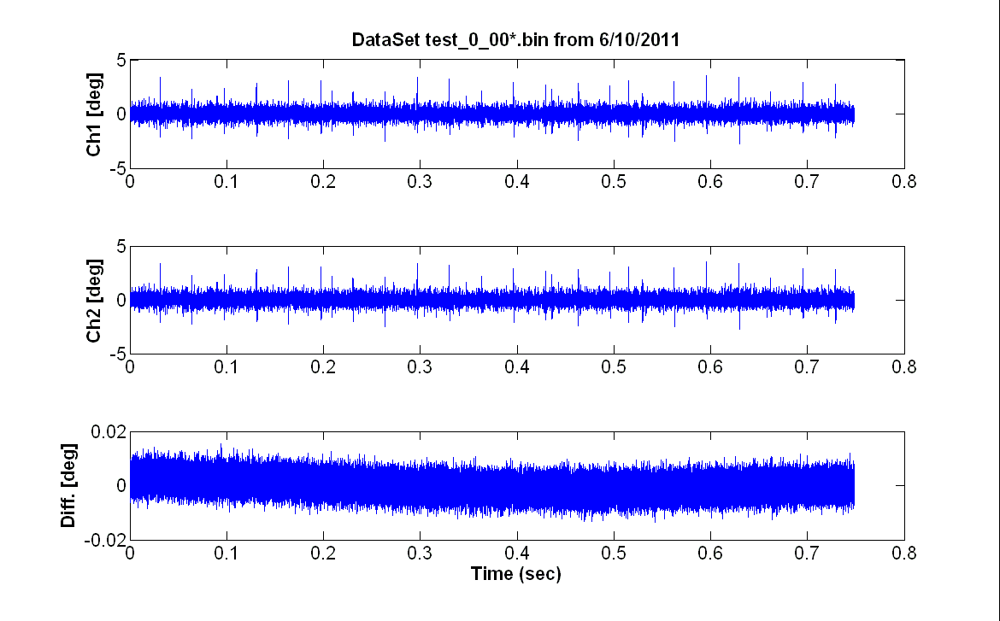 DataSet test_0_00*.bin from 6/10/2011
Ch1 [deg]
5
0
-5
0 0.1 0.2 0.3 0.4 0.5 0.6 0.7 0.8
Ch2 [deg]
5
0
-5
0 0.1 0.2 0.3 0.4 0.5 0.6 0.7 0.8
Diff. [deg]
0.02
0
-0.02
0 0.1 0.2 0.3 0.4 0.5 0.6 0.7 0.8
Time (sec)